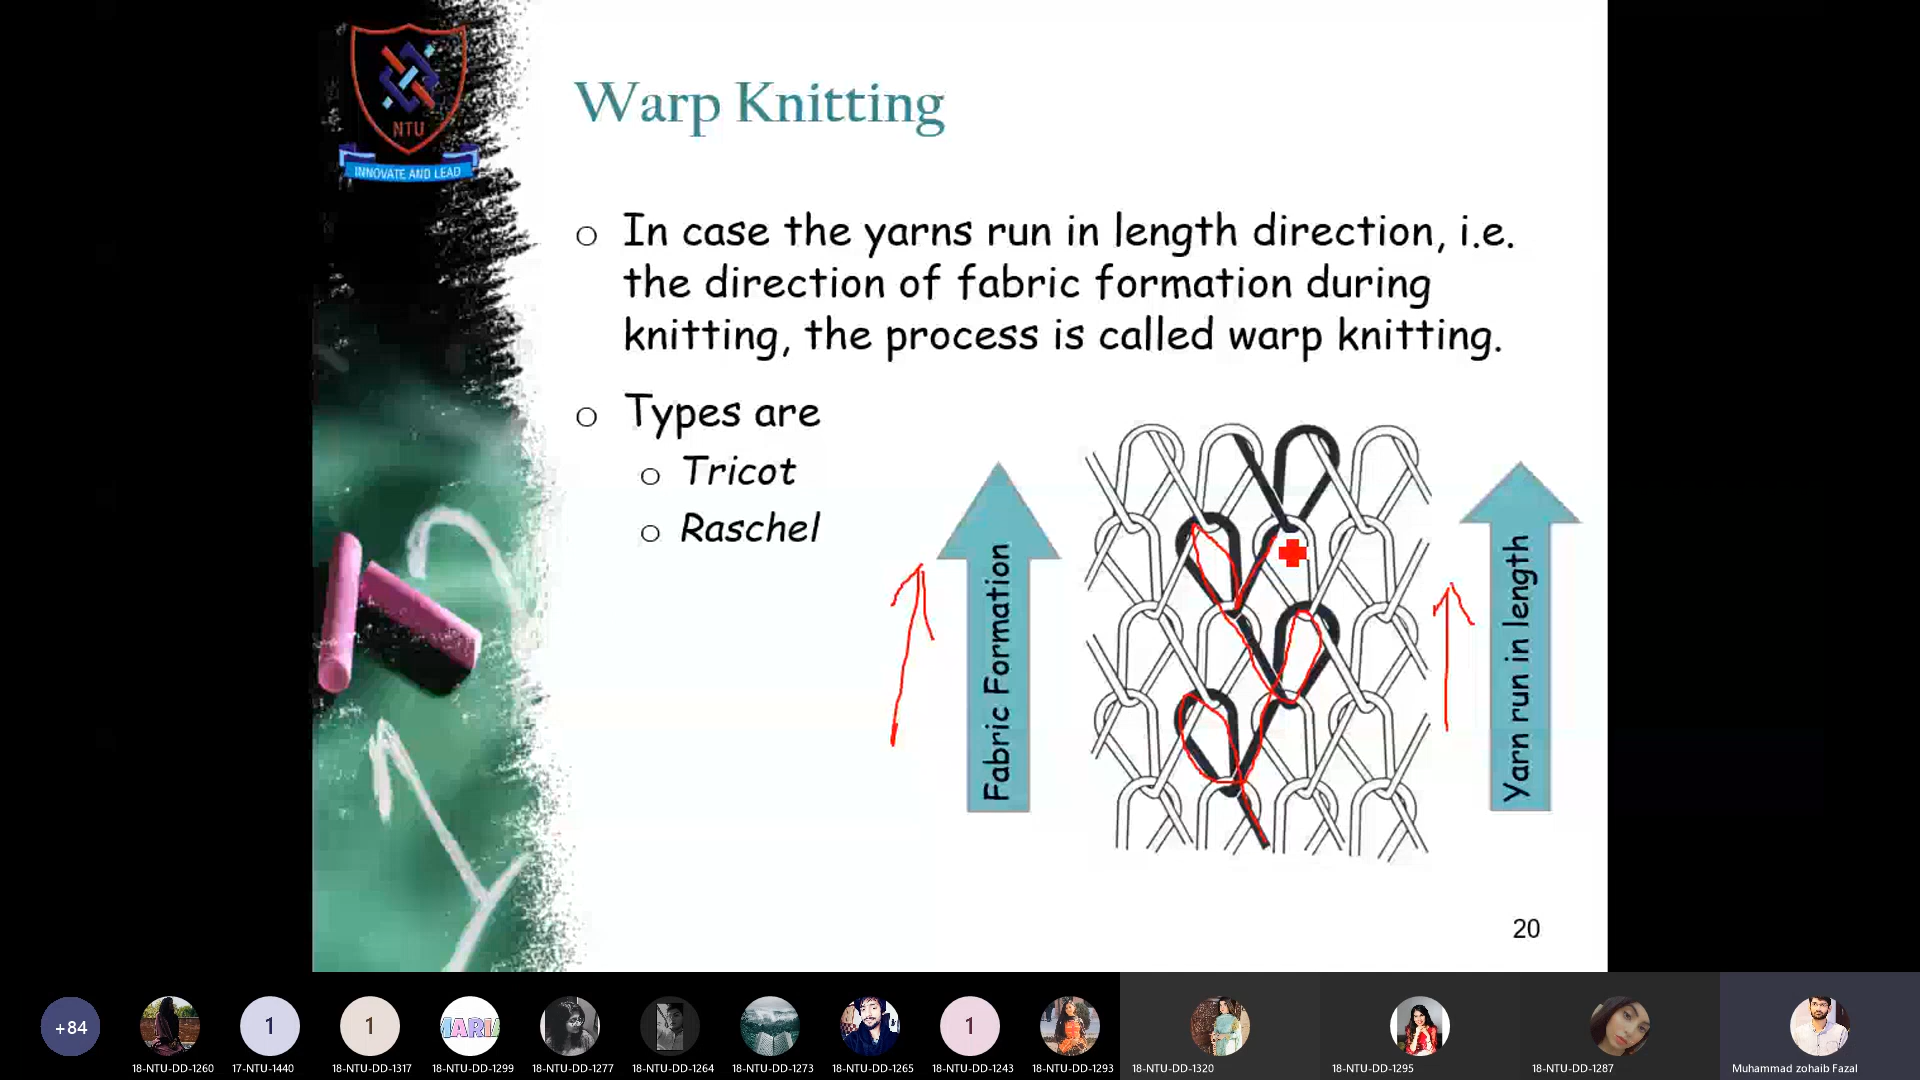 NTU
INNOVATE AND LEAD
Warp Knitting
o In case the yarns run in length direction, i.e.
the direction of fabric formation during
knitting, the process is called warp knitting.
o Types are
o Tricot
o Raschel
Fabric Formation
Yarn run in length
20
+84
1
1
MARIA
1
18-NTU-DD-1260
17-NTU-1440
18-NTU-DD-1317
18-NTU-DD-1299
18-NTU-DD-1277
18-NTU-DD-1264
18-NTU-DD-1273
18-NTU-DD-1265
18-NTU-DD-1243
18-NTU-DD-1293
18-NTU-DD-1320
18-NTU-DD-1295
18-NTU-DD-1287
Muhammad zohaib Fazal